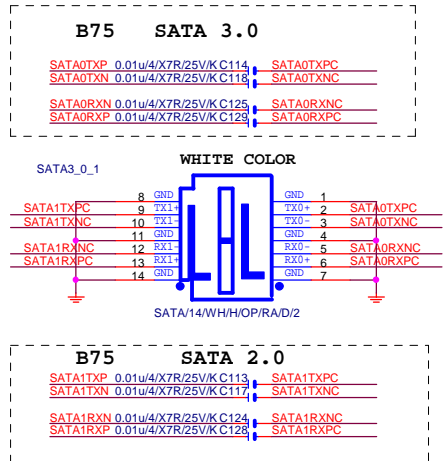 B75 SATA 3.0
SATA0TXP 0.01u/4/X7R/25V/K C114 SATA0TXPC
SATA0TXN 0.01u/4/X7R/25V/K C118 SATA0TXNC
SATA0RXN 0.01u/4/X7R/25V/K C125 SATA0RXNC
SATA0RXP 0.01u/4/X7R/25V/K C129 SATA0RXPC
WHITE COLOR
SATA3_0_1
8 GND GND 1
SATA1TXPC 9 TX1+ TX0+ 2 SATA0TXPC
SATA1TXNC 10 TX1- TX0- 3 SATA0TXNC
11 GND GND 4
SATA1RXNC 12 RX1- RX0- 5 SATA0RXNC
SATA1RXPC 13 RX1+ RX0+ 6 SATA0RXPC
14 GND GND 7
SATA/14/WH/H/OP/RA/D/2
B75 SATA 2.0
SATA1TXP 0.01u/4/X7R/25V/K C113 SATA1TXPC
SATA1TXN 0.01u/4/X7R/25V/K C117 SATA1TXNC
SATA1RXN 0.01u/4/X7R/25V/K C124 SATA1RXNC
SATA1RXP 0.01u/4/X7R/25V/K C128 SATA1RXPC